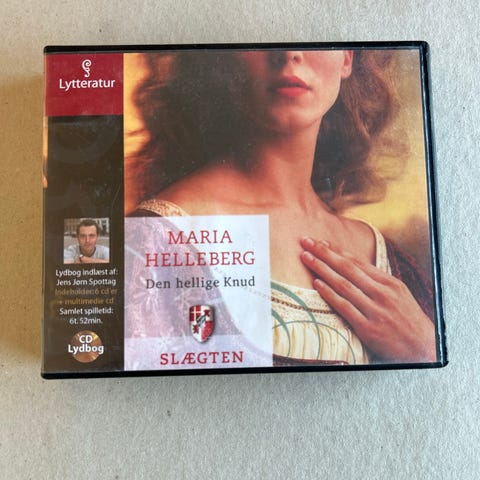 Lytteratur
MARIA
HELLEBERG
Den hellige Knud
SLÆGTEN
Lydbog indlæst af:
Jens Jørn Spottag
Indeholder: 6 cd'er
+ multimedie cd
Samlet spilletid:
6t. 52min.
CD
Lydbog